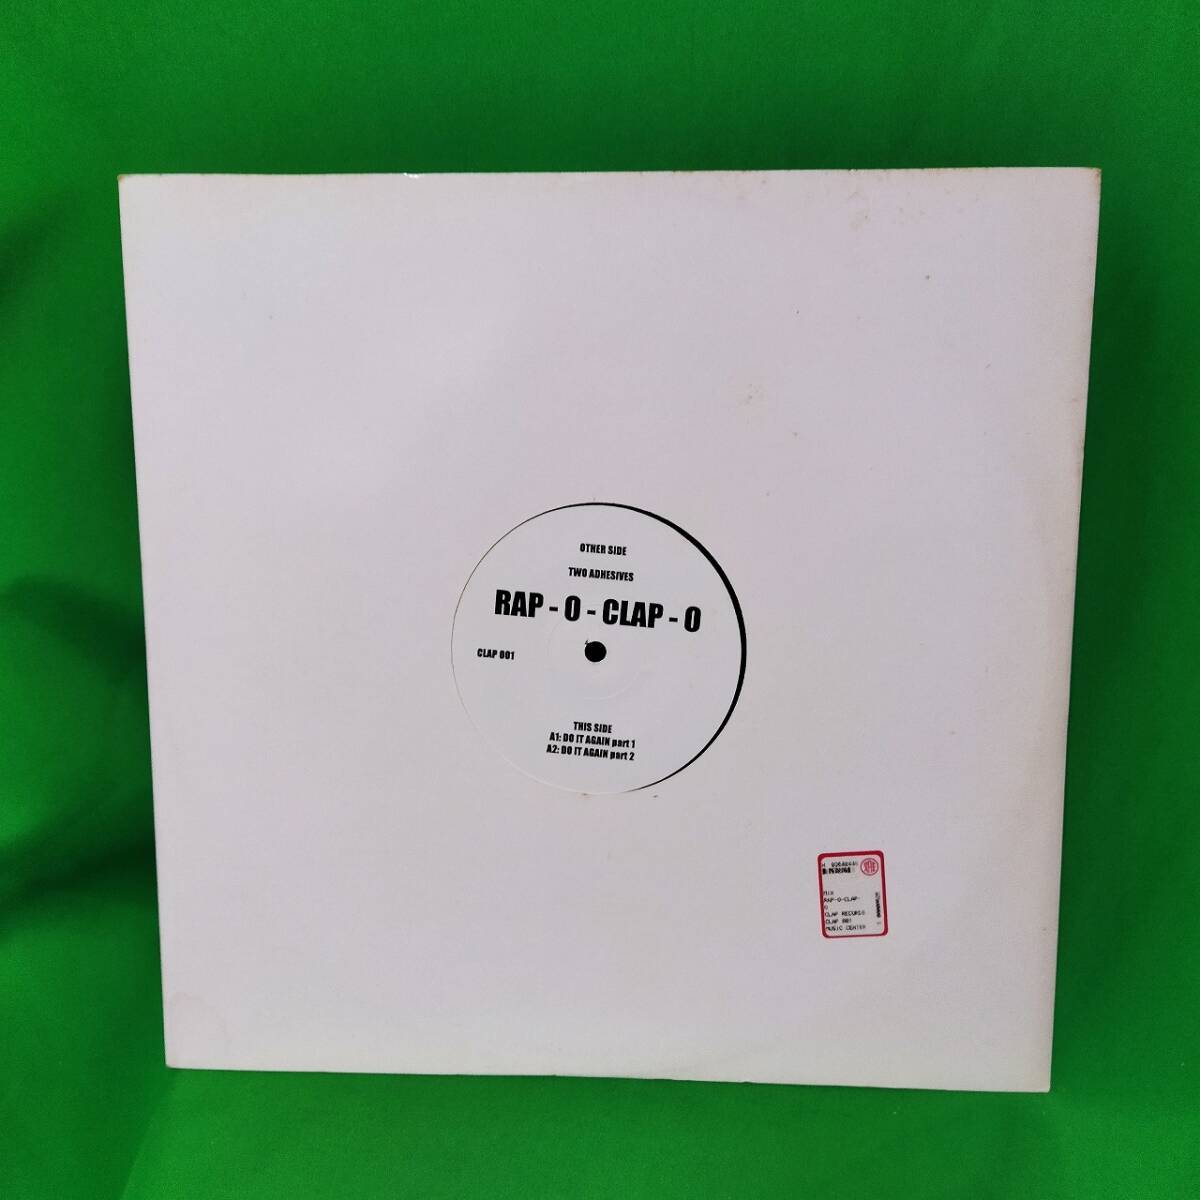 OTHER SIDE
TWO ADHESIVES
RAP - O - CLAP - O
CLAP 001
THIS SIDE
A1: DO IT AGAIN part 1
A2: DO IT AGAIN part 2
MIX
RAP-O-CLAP-
O
CLAP RECORDS
CLAP 001
MUSIC CENTER